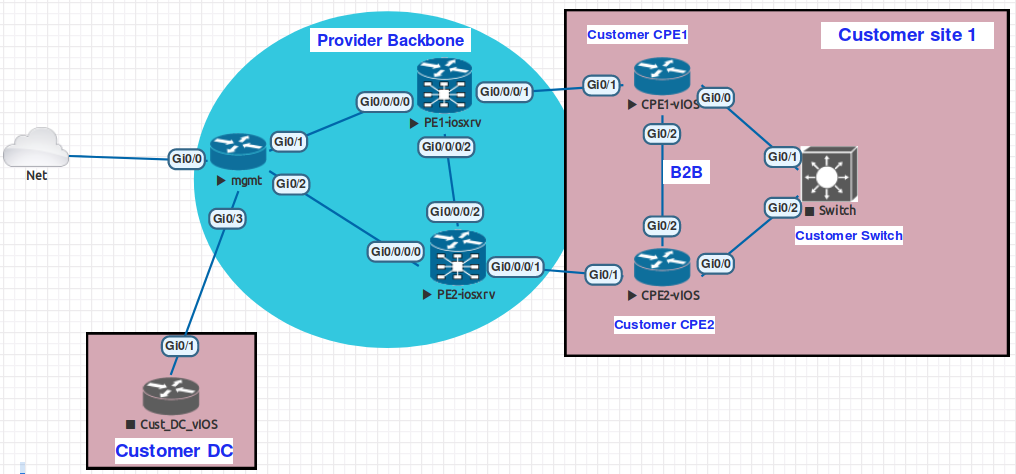 Provider Backbone
Customer CPE1
Customer site 1
Gi0/1
CPE1-vIOS
Gi0/0
Gi0/0/0/0
Gi0/0/0/1
PE1-iosxrv
Gi0/0/0/2
Gi0/2
Net
Gi0/0
Gi0/1
mgmt
Gi0/2
B2B
Gi0/1
Gi0/2
Switch
Customer Switch
Gi0/3
Gi0/0/0/2
Gi0/2
Gi0/0/0/0
Gi0/0/0/1
PE2-iosxrv
Gi0/1
Gi0/0
CPE2-vIOS
Customer CPE2
Gi0/1
Cust_DC_vIOS
Customer DC